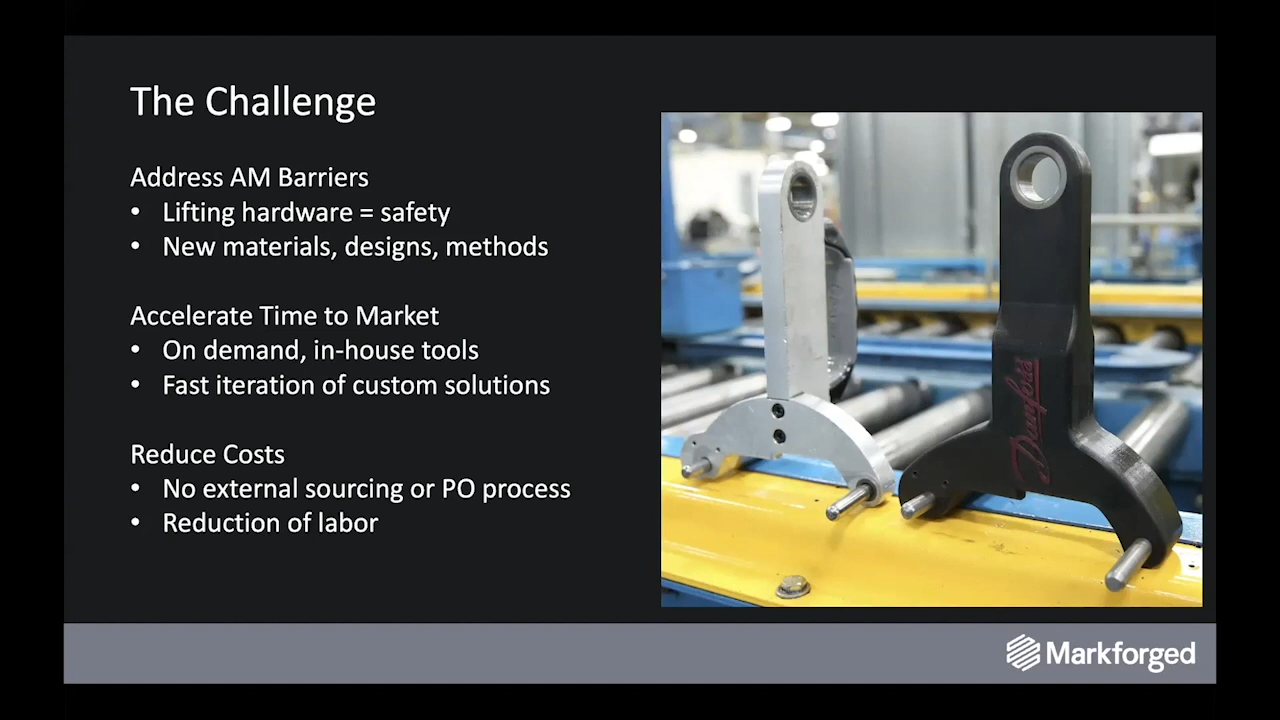 The Challenge
Address AM Barriers
• Lifting hardware = safety
• New materials, designs, methods
Accelerate Time to Market
• On demand, in-house tools
• Fast iteration of custom solutions
Reduce Costs
• No external sourcing or PO process
• Reduction of labor
Danfoss
Markforged